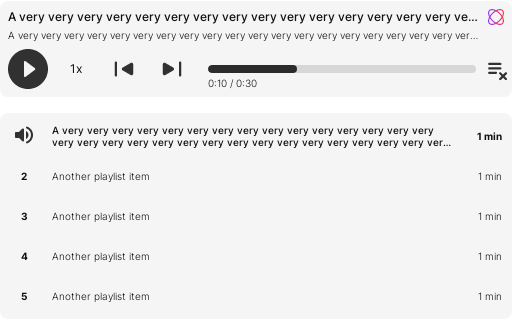 A very very very very very very very very very very very very very very ve...
A very very very very very very very very very very very very very very very very very very ver...
1x
0:10 / 0:30
A very very very very very very very very very very very very very very very
very very very very very very very very very very very very very very very ver...
1 min
2 Another playlist item 1 min
3 Another playlist item 1 min
4 Another playlist item 1 min
5 Another playlist item 1 min